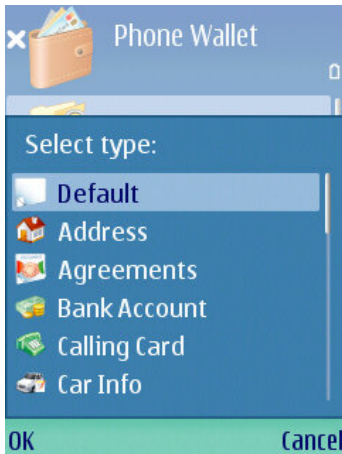 Phone Wallet
Select type:
Default
Address
Agreements
Bank Account
Calling Card
Car Info
OK Cancel